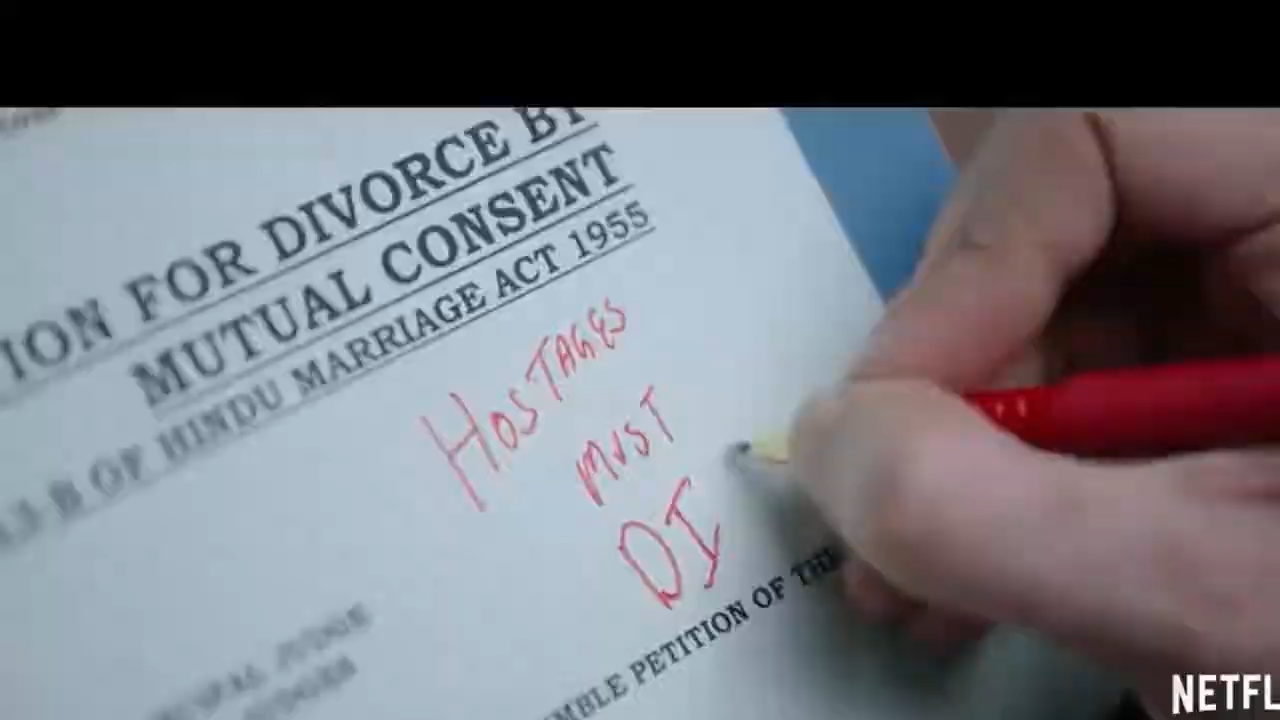 ION FOR DIVORCE BY
MUTUAL CONSENT
B OF HINDU MARRIAGE ACT 1955
HOSTAGES
MUST
DI
JUDGE
MBLE PETITION OF THE
NETFL